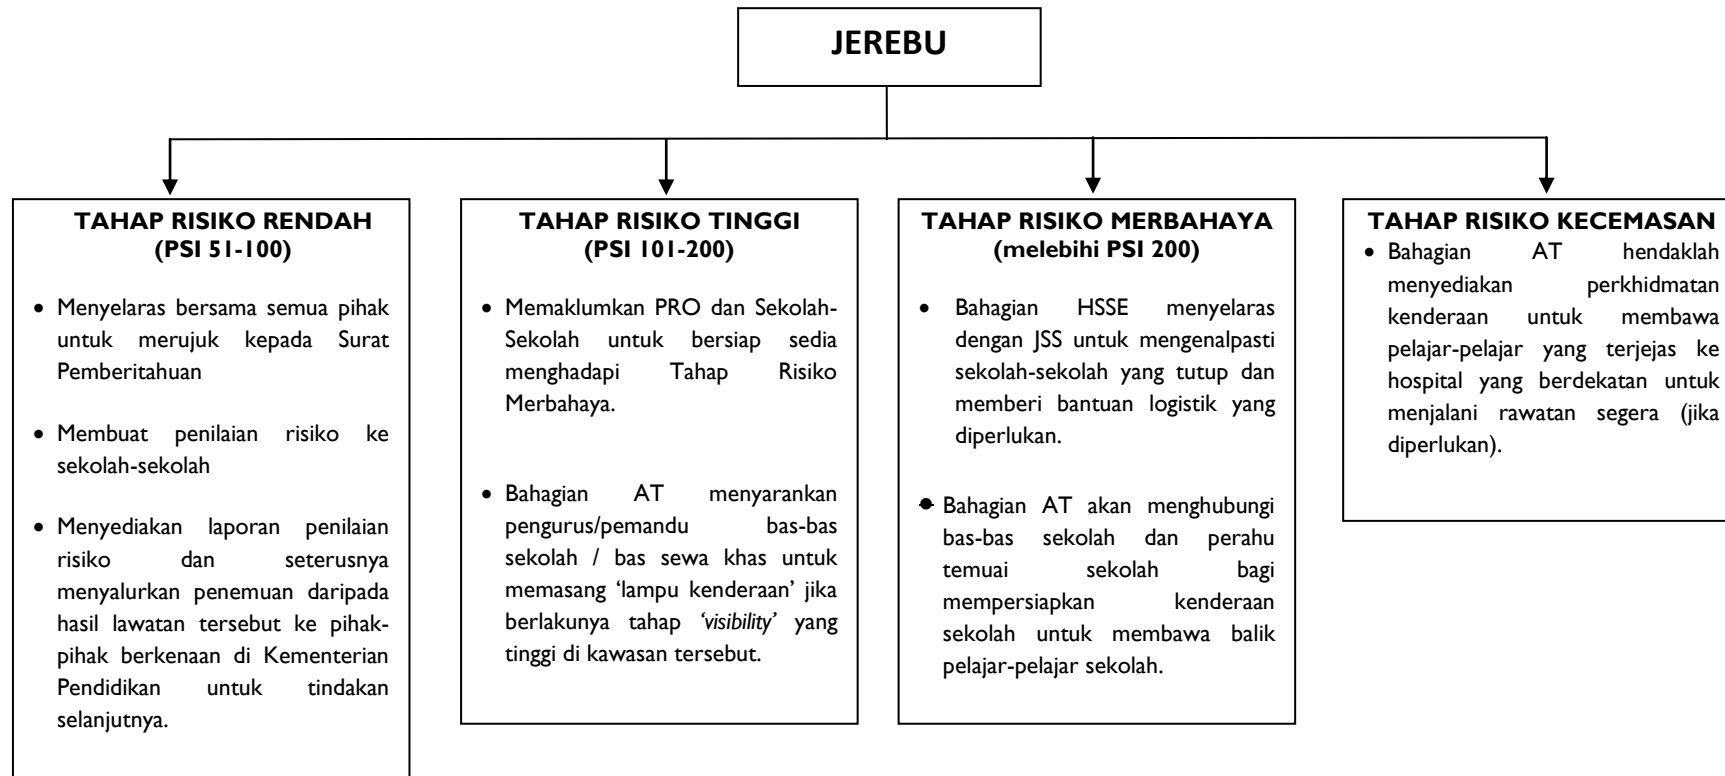 JEREBU
TAHAP RISIKO RENDAH
(PSI 51-100)
• Menyelaras bersama semua pihak
untuk merujuk kepada Surat
Pemberitahuan
• Membuat penilaian risiko ke
sekolah-sekolah
• Menyediakan laporan penilaian
risiko dan seterusnya
menyalurkan penemuan daripada
hasil lawatan tersebut ke pihak-
pihak berkenaan di Kementerian
Pendidikan untuk tindakan
selanjutnya.
TAHAP RISIKO TINGGI
(PSI 101-200)
• Memaklumkan PRO dan Sekolah-
Sekolah untuk bersiap sedia
menghadapi Tahap Risiko
Merbahaya.
• Bahagian AT menyarankan
pengurus/pemandu bas-bas
sekolah / bas sewa khas untuk
memasang ‘lampu kenderaan’ jika
berlakunya tahap ‘visibility’ yang
tinggi di kawasan tersebut.
TAHAP RISIKO MERBAHAYA
(melebihi PSI 200)
• Bahagian HSSE menyelaras
dengan JSS untuk mengenalpasti
sekolah-sekolah yang tutup dan
memberi bantuan logistik yang
diperlukan.
• Bahagian AT akan menghubungi
bas-bas sekolah dan perahu
temuai sekolah bagi
mempersiapkan kenderaan
sekolah untuk membawa balik
pelajar-pelajar sekolah.
TAHAP RISIKO KECEMASAN
• Bahagian AT hendaklah
menyediakan perkhidmatan
kenderaan untuk membawa
pelajar-pelajar yang terjejas ke
hospital yang berdekatan untuk
menjalani rawatan segera (jika
diperlukan).